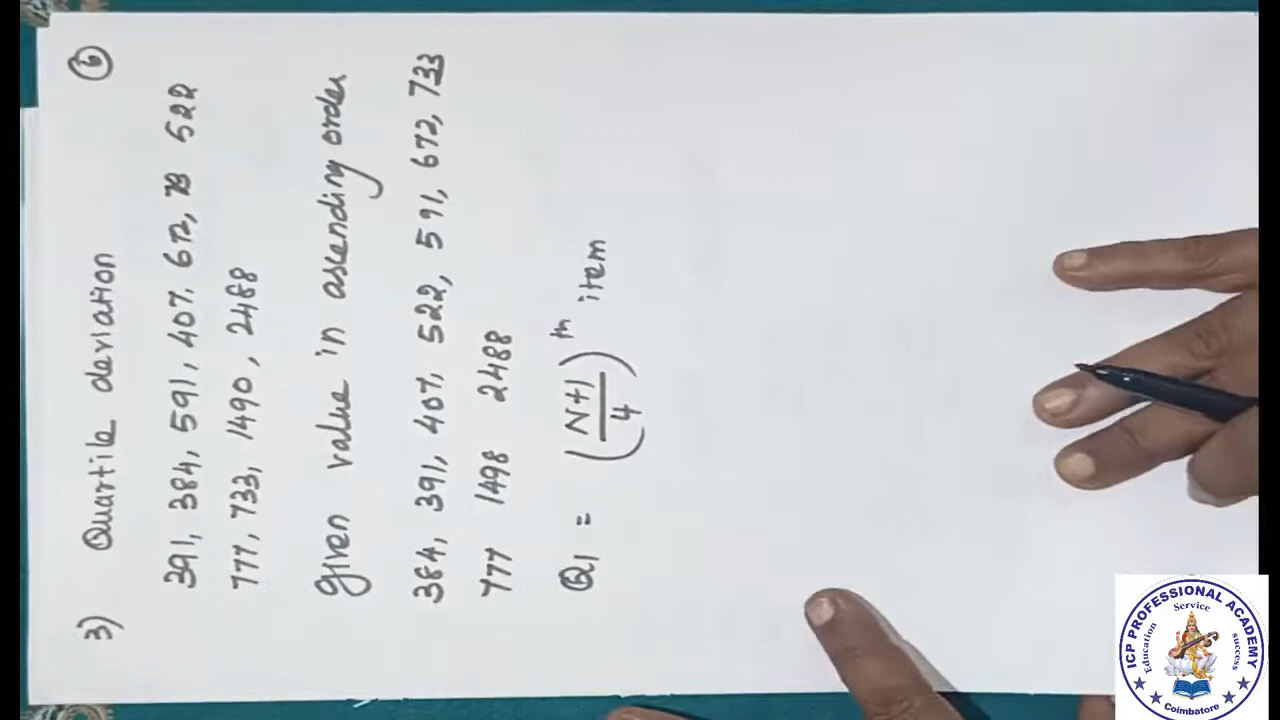 3) Quartile deviation 6
391, 384, 591, 407. 672, 522
777, 733, 1490, 2488
Given value in ascending order
384, 391, 407, 522, 591, 672, 733
777 1498 2488
Q1 = (N+1/4)th item
ICP PROFESSIONAL ACADEMY
Service
Education
success
Coimbatore